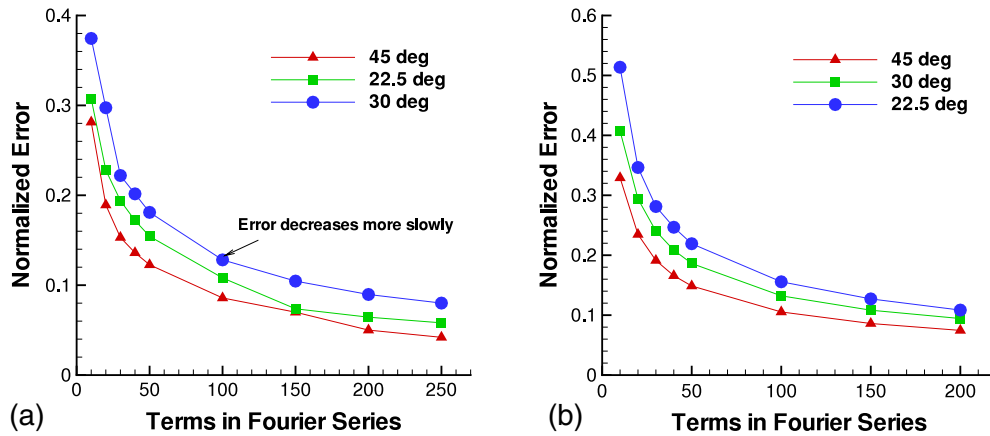 0.4
0.3
0.2
0.1
0
Normalized Error
45 deg
22.5 deg
30 deg
Error decreases more slowly
0 50 100 150 200 250
Terms in Fourier Series
(a)
0.6
0.5
0.4
0.3
0.2
0.1
0
Normalized Error
45 deg
30 deg
22.5 deg
0 50 100 150 200
Terms in Fourier Series
(b)